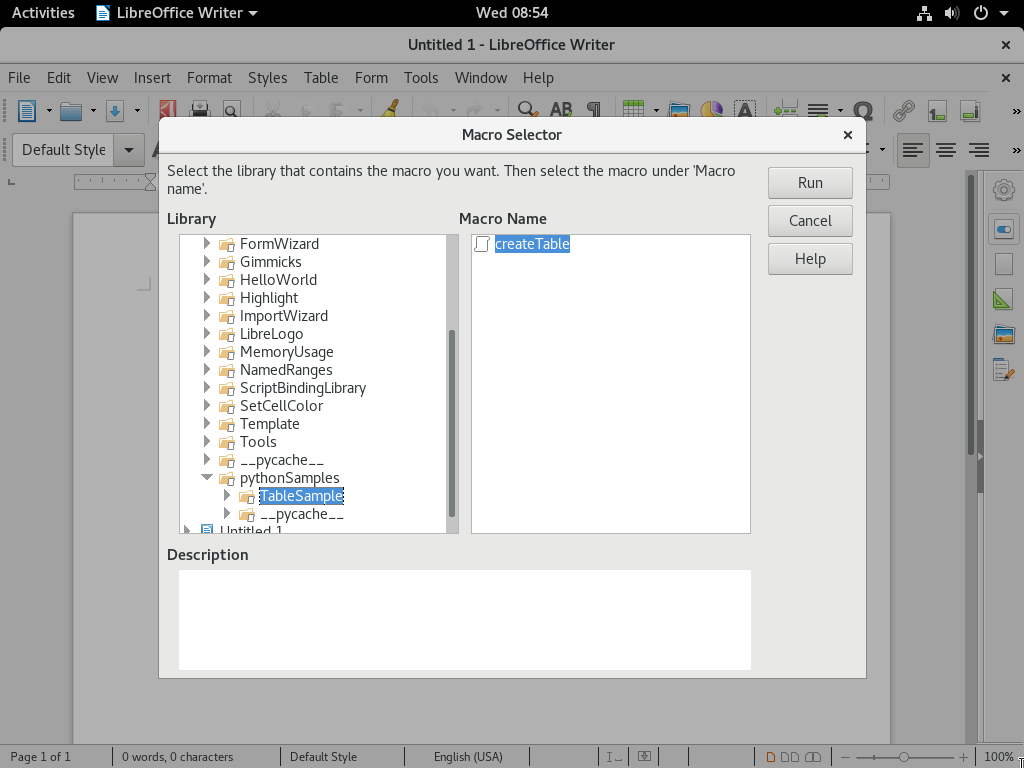 Activities LibreOffice Writer Wed 08:54
Untitled 1 - LibreOffice Writer
File Edit View Insert Format Styles Table Form Tools Window Help
Default Style
Macro Selector
Select the library that contains the macro you want. Then select the macro under 'Macro
name'.
Library
Macro Name
FormWizard
Gimmicks
HelloWorld
Highlight
ImportWizard
LibreLogo
MemoryUsage
NamedRanges
ScriptBindingLibrary
SetCellColor
Template
Tools
__pycache__
pythonSamples
TableSample
__pycache__
Untitled 1
createTable
Run
Cancel
Help
Description
Page 1 of 1 0 words, 0 characters Default Style English (USA) 100%